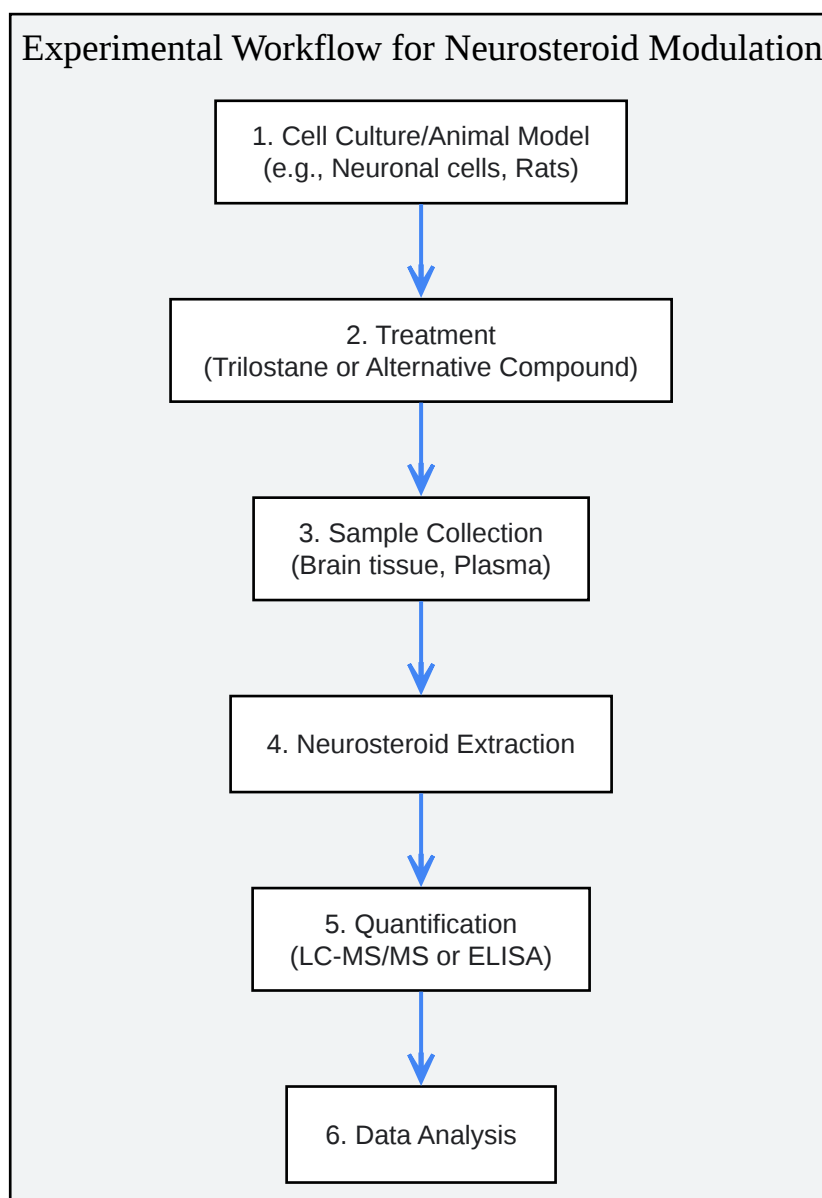 Experimental Workflow for Neurosteroid Modulation
1. Cell Culture/Animal Model
(e.g., Neuronal cells, Rats)
2. Treatment
(Trilostane or Alternative Compound)
3. Sample Collection
(Brain tissue, Plasma)
4. Neurosteroid Extraction
5. Quantification
(LC-MS/MS or ELISA)
6. Data Analysis